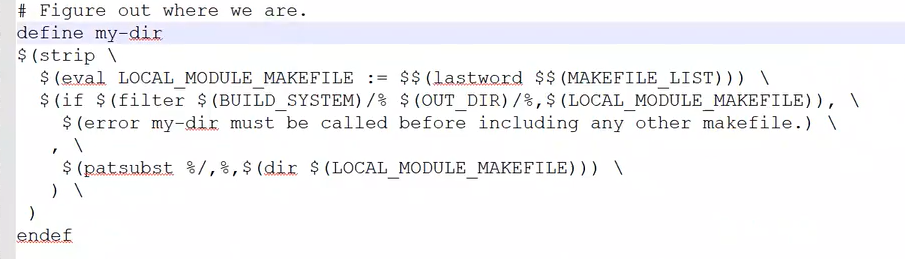 # Figure out where we are.
define my-dir
$(strip \
  $(eval LOCAL_MODULE_MAKEFILE := $$(lastword $$(MAKEFILE_LIST))) \
  $(if $(filter $(BUILD_SYSTEM)/% $(OUT_DIR)/%,$(LOCAL_MODULE_MAKEFILE)), \
    $(error my-dir must be called before including any other makefile.) \
   , \
    $(patsubst %/,%,$(dir $(LOCAL_MODULE_MAKEFILE))) \
   ) \
 )
endef